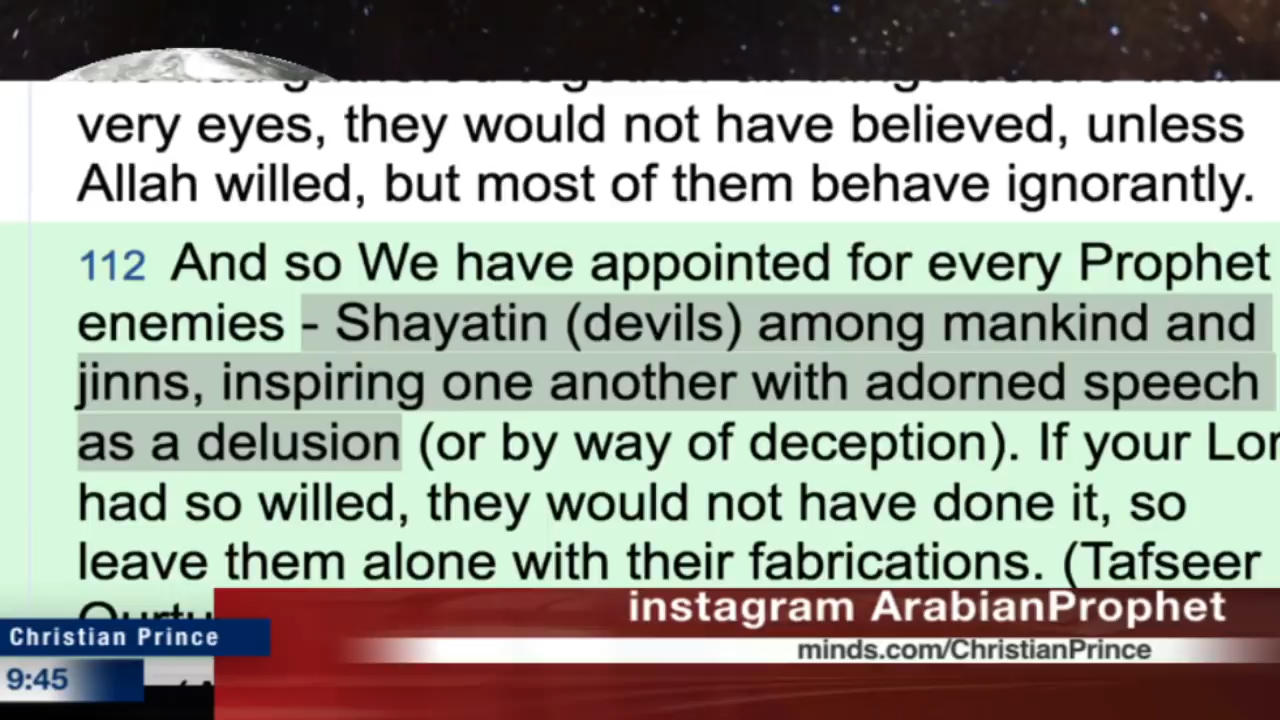 very eyes, they would not have believed, unless
Allah willed, but most of them behave ignorantly.
112 And so We have appointed for every Prophet
enemies - Shayatin (devils) among mankind and
jinns, inspiring one another with adorned speech
as a delusion (or by way of deception). If your Lor
had so willed, they would not have done it, so
leave them alone with their fabrications. (Tafseer
instagram ArabianProphet
Christian Prince
minds.com/ChristianPrince
9:45